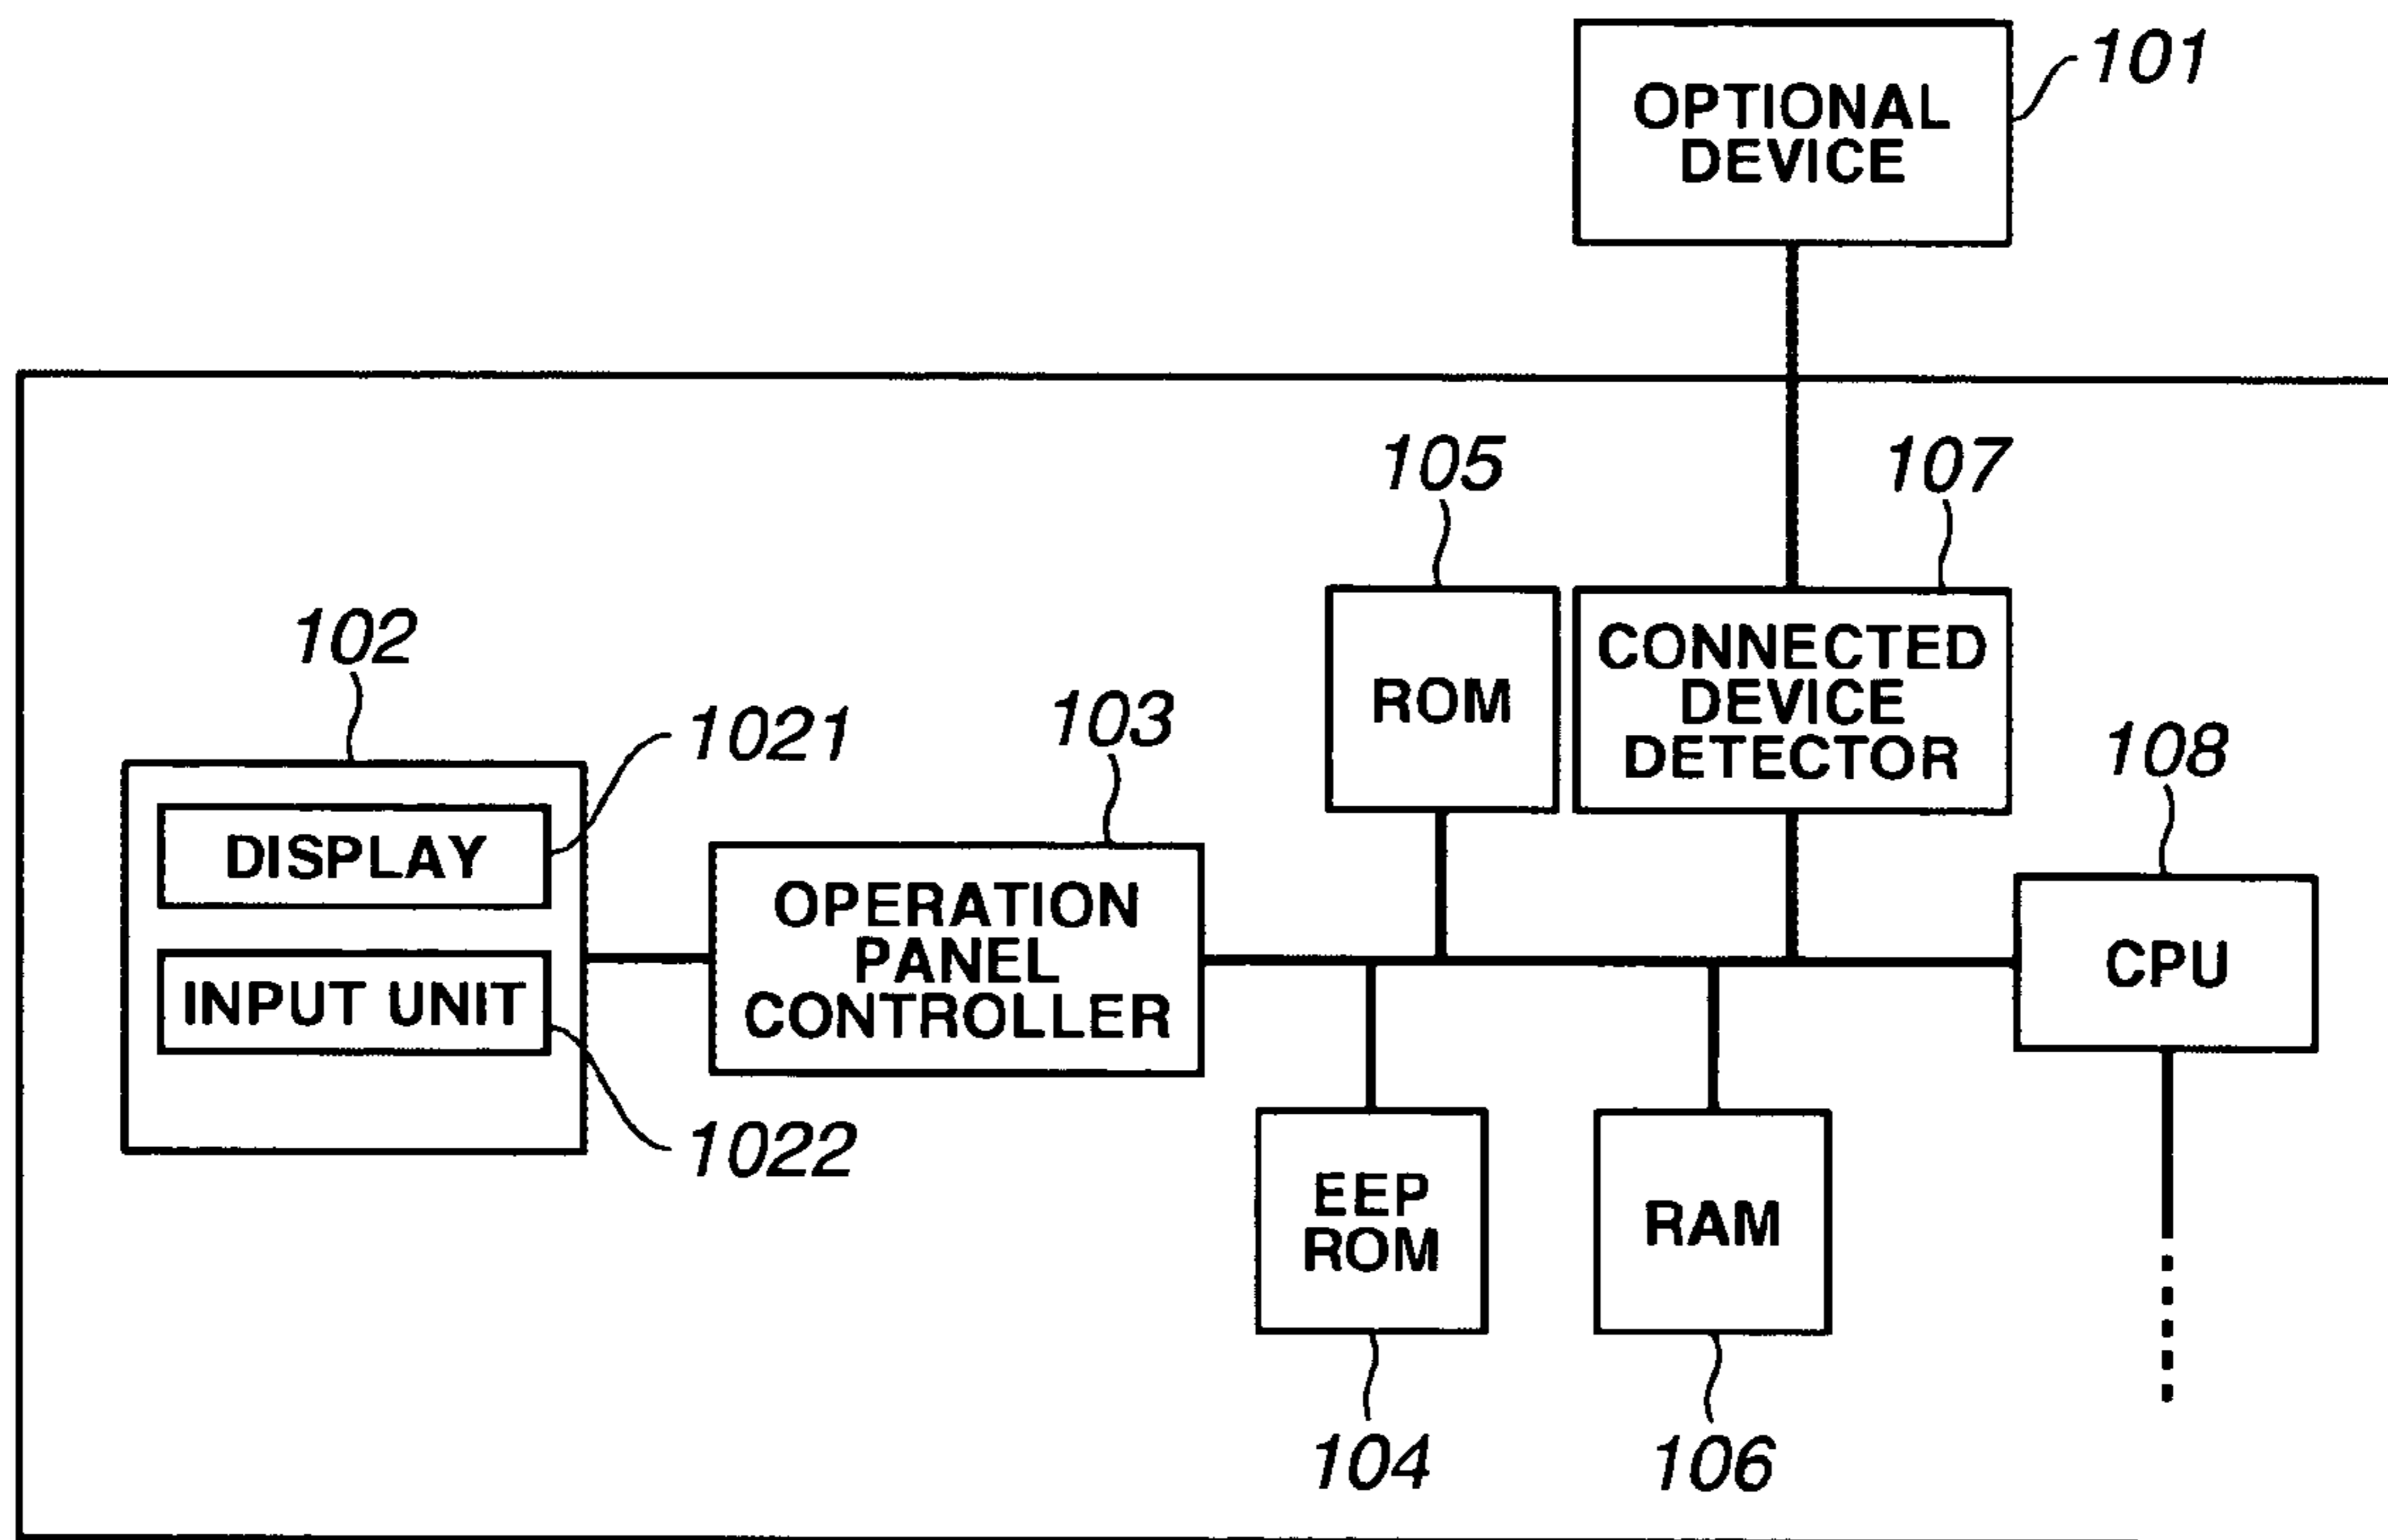 101
OPTIONAL
DEVICE
105
107
102
ROM
CONNECTED
DEVICE
DETECTOR
1021
103
108
DISPLAY
OPERATION
PANEL
CONTROLLER
CPU
INPUT UNIT
1022
EEP
ROM
RAM
104
106